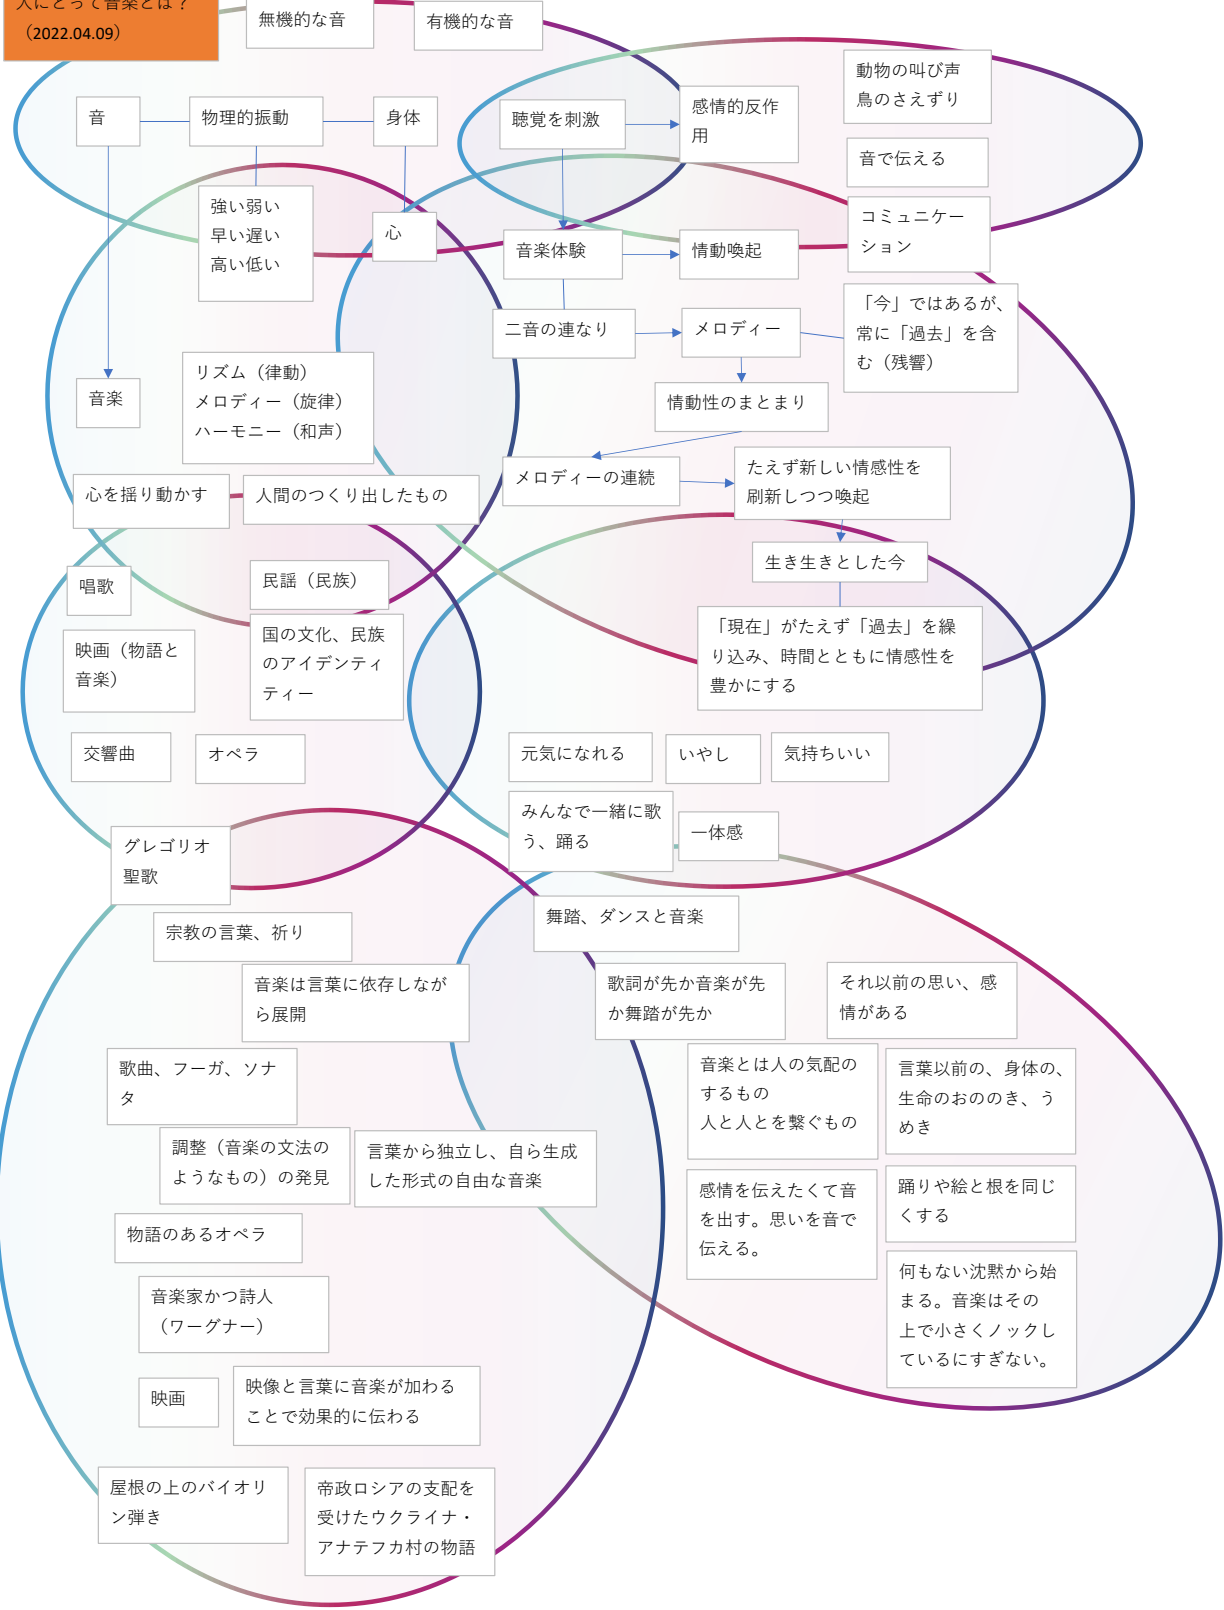 人にとって音楽とは？
（2022.04.09）
無機的な音
有機的な音
動物の叫び声
鳥のさえずり
音
物理的振動
身体
聴覚を刺激
感情的反作
用
音で伝える
強い弱い
早い遅い
高い低い
心
音楽体験
情動喚起
コミュニケー
ション
二音の連なり
メロディー
「今」ではあるが、
常に「過去」を含
む（残響）
音楽
リズム（律動）
メロディー（旋律）
ハーモニー（和声）
情動性のまとまり
心を揺り動かす
人間のつくり出したもの
メロディーの連続
たえず新しい情感性を
刷新しつつ喚起
生き生きとした今
唱歌
民謡（民族）
映画（物語と
音楽）
国の文化、民族
のアイデンティ
ティー
「現在」がたえず「過去」を繰
り込み、時間とともに情感性を
豊かにする
交響曲
オペラ
元気になれる
いやし
気持ちいい
みんなで一緒に歌
う、踊る
一体感
グレゴリオ
聖歌
宗教の言葉、祈り
舞踏、ダンスと音楽
音楽は言葉に依存しなが
ら展開
歌詞が先か音楽が先
か舞踏が先か
それ以前の思い、感
情がある
歌曲、フーガ、ソナ
タ
音楽とは人の気配の
するもの
人と人とを繋ぐもの
言葉以前の、身体の、
生命のおののき、う
めき
調整（音楽の文法の
ようなもの）の発見
言葉から独立し、自ら生成
した形式の自由な音楽
感情を伝えたくて音
を出す。思いを音で
伝える。
踊りや絵と根を同じ
くする
物語のあるオペラ
音楽家かつ詩人
（ワーグナー）
何もない沈黙から始
まる。音楽はその
上で小さくノックし
ているにすぎない。
映画
映像と言葉に音楽が加わる
ことで効果的に伝わる
屋根の上のバイオリ
ン弾き
帝政ロシアの支配を
受けたウクライナ・
アナテフカ村の物語